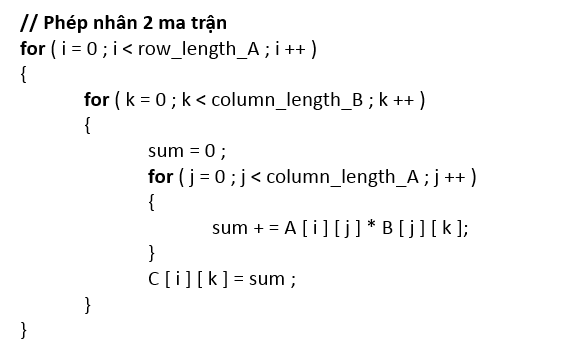 // Phép nhân 2 ma trận
for ( i = 0 ; i < row_length_A ; i ++ )
{
for ( k = 0 ; k < column_length_B ; k ++ )
{
sum = 0 ;
for ( j = 0 ; j < column_length_A ; j ++ )
{
sum + = A [ i ] [ j ] * B [ j ] [ k ];
}
C [ i ] [ k ] = sum ;
}
}